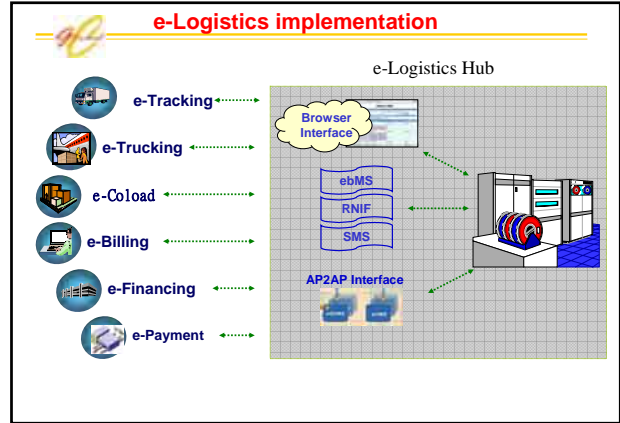 e-Logistics implementation
e-Logistics Hub
e-Tracking
e-Trucking
e-Coload
e-Billing
e-Financing
e-Payment
Browser
Interface
ebMS
RNIF
SMS
AP2AP Interface